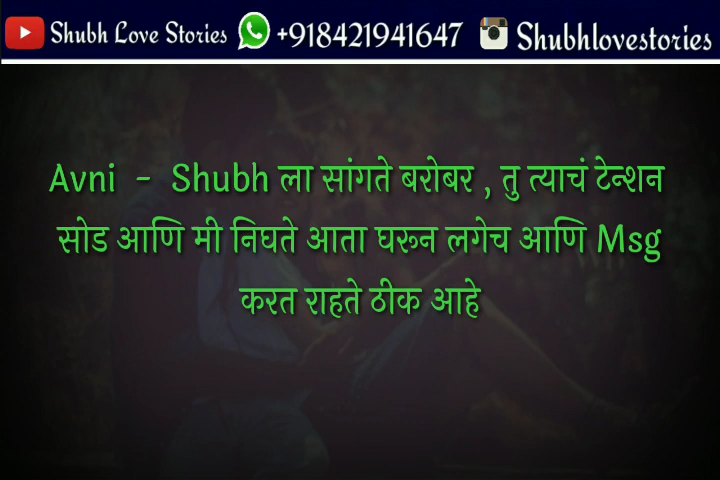 Shubh Love Stories +918421941647 Shubhlovestories
Avni - Shubh ला सांगते बरोबर , तु त्याचं टेन्शन
सोड आणि मी निघते आता घरून लगेच आणि Msg
करत राहते ठीक आहे